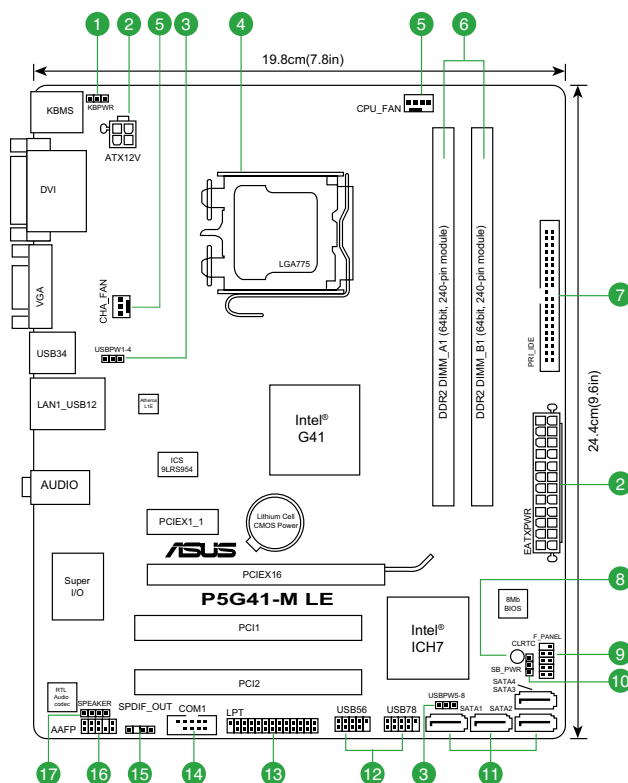 1
2
5
3
4
5
6
19.8cm(7.8in)
KBMS
KBPWR
ATX12V
CPU_FAN
DVI
LGA775
VGA
CHA_FAN
USBPW1-4
USB34
LAN1_USB12
Atheros
L1E
DDR2 DIMM_A1 (64bit, 240-pin module)
DDR2 DIMM_B1 (64bit, 240-pin module)
PRI_IDE
7
24.4cm(9.6in)
Intel®
G41
ICS
9LRS954
AUDIO
EATXPWR
2
PCIEX1_1
Lithium Cell
CMOS Power
ASUS
PCIEX16
P5G41-M LE
Super
I/O
8Mb
BIOS
8
PCI1
Intel®
ICH7
CLRTC
F_PANEL
9
SB_PWR
10
PCI2
RTL
Audio
codec
SPEAKER
SPDIF_OUT
COM1
LPT
USB56
USB78
USBPW5-8
SATA4
SATA3
SATA1
SATA2
AAFP
17
16
15
14
13
12
3
11